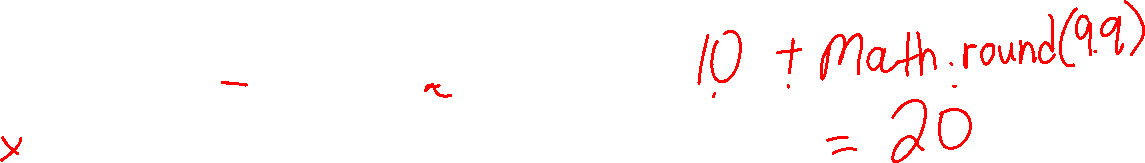 - ~ 10 + Math.round(9.9)
x = 20